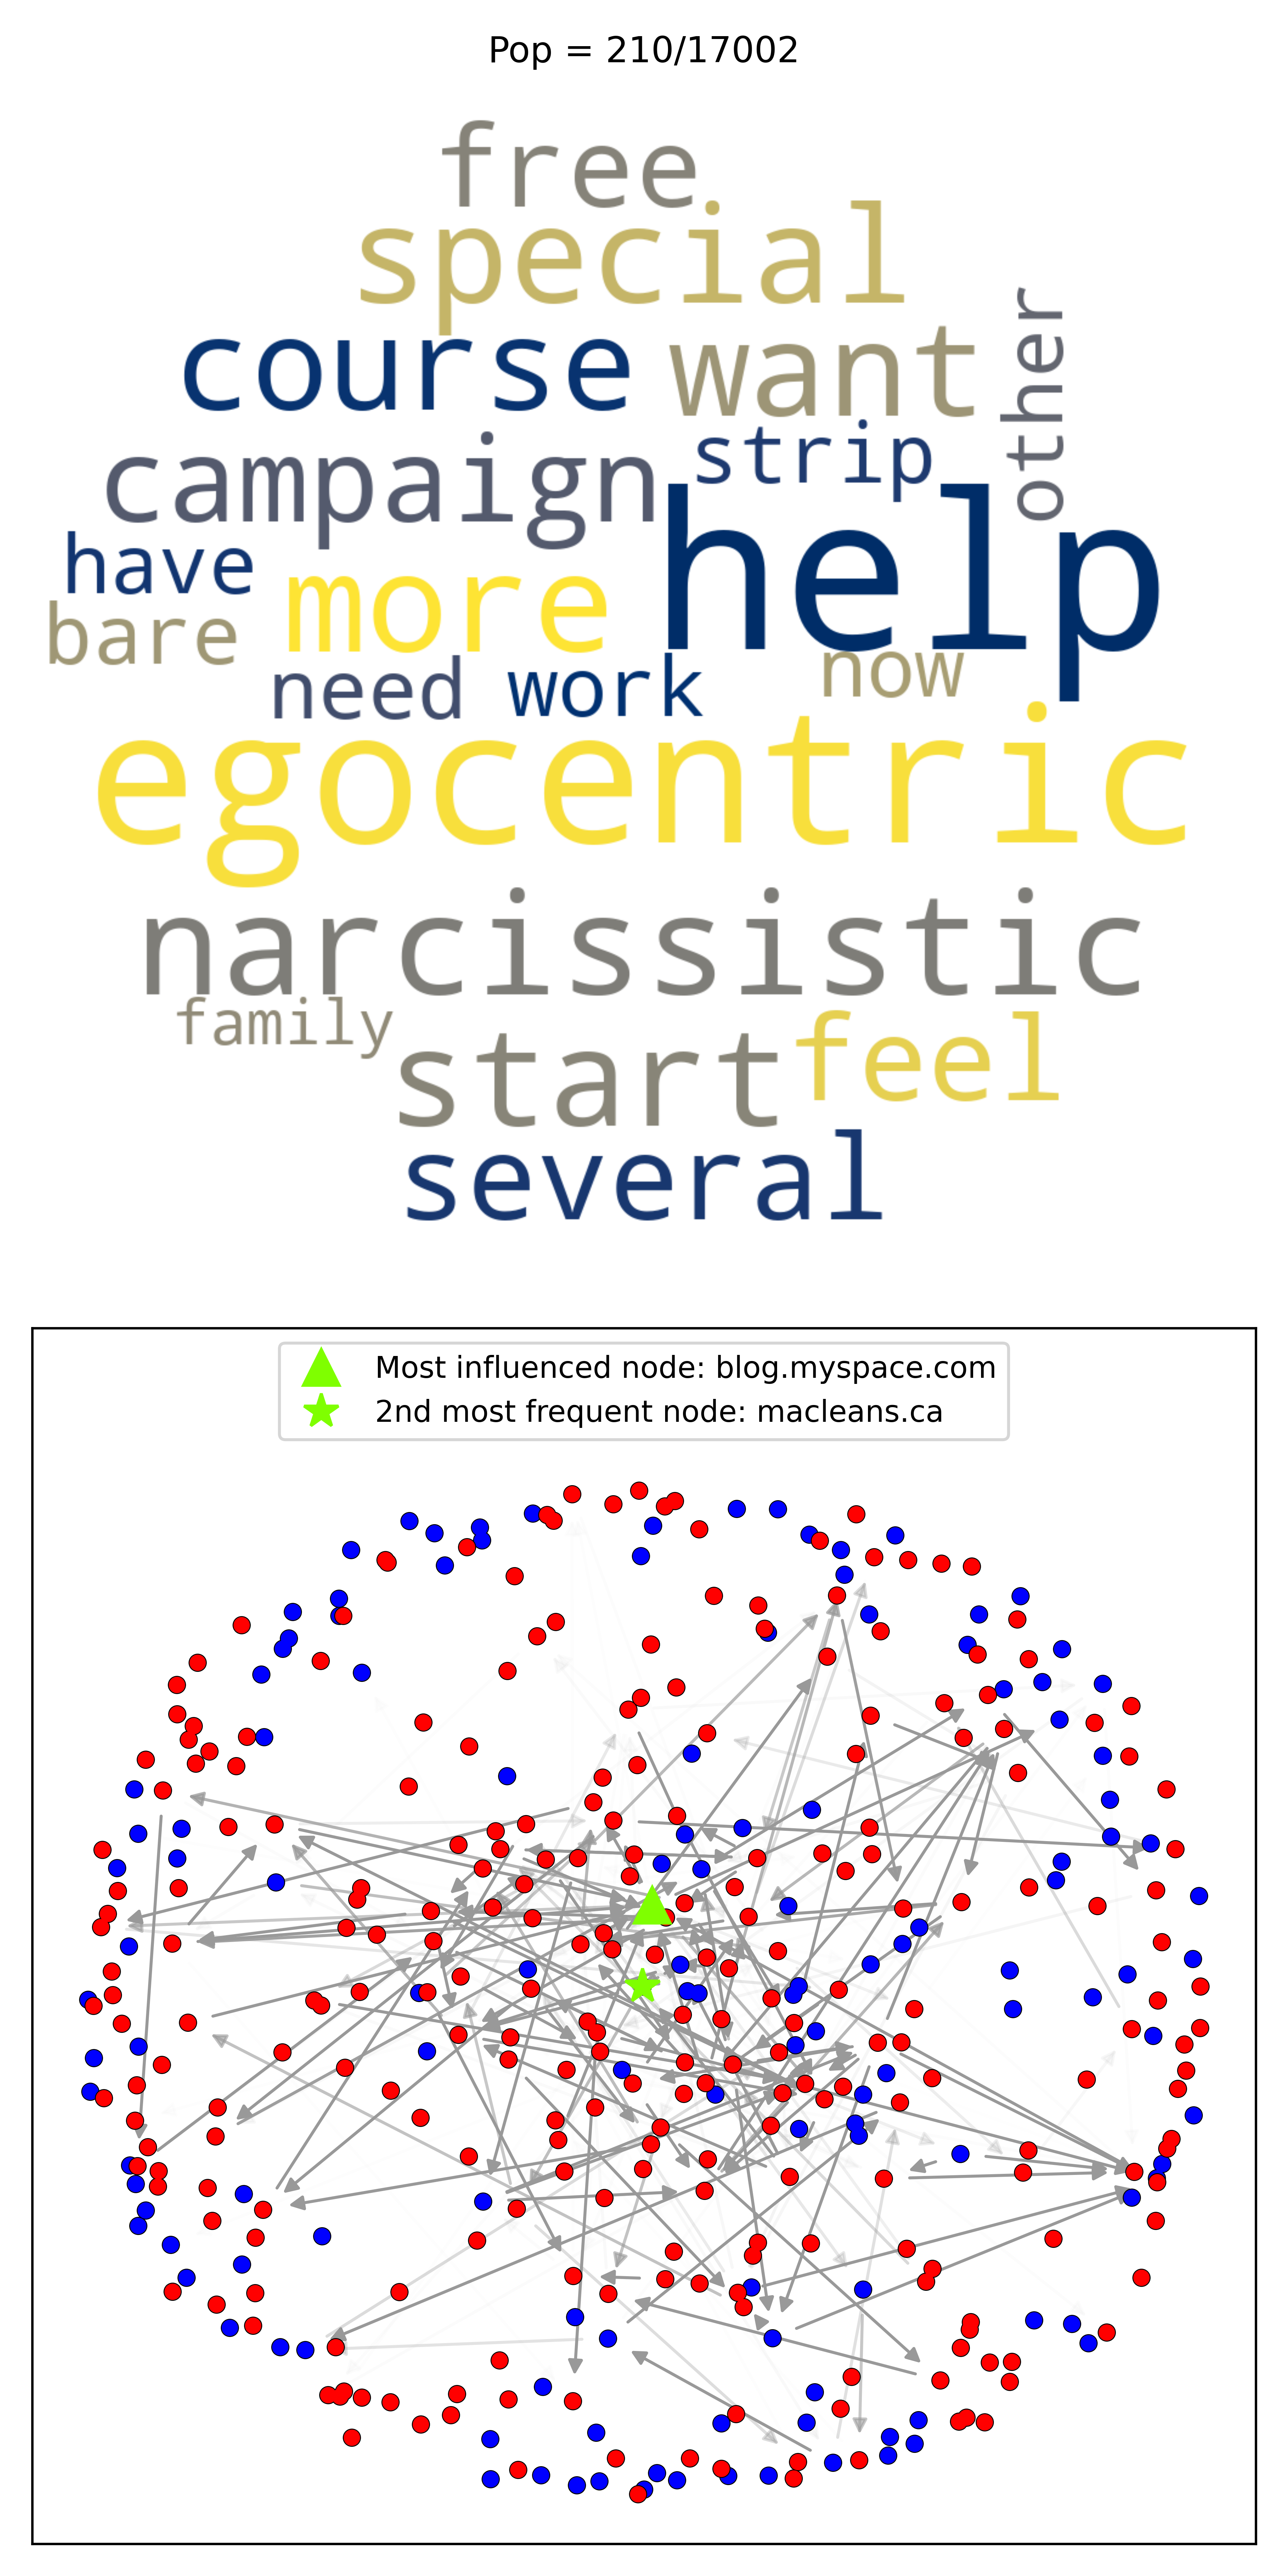 Pop = 210/17002
free
special
course want
other
campaign strip
help
have
more
bare
need work now
egocentric
narcissistic
family
start feel
several
Most influenced node: blog.myspace.com
2nd most frequent node: macleans.ca